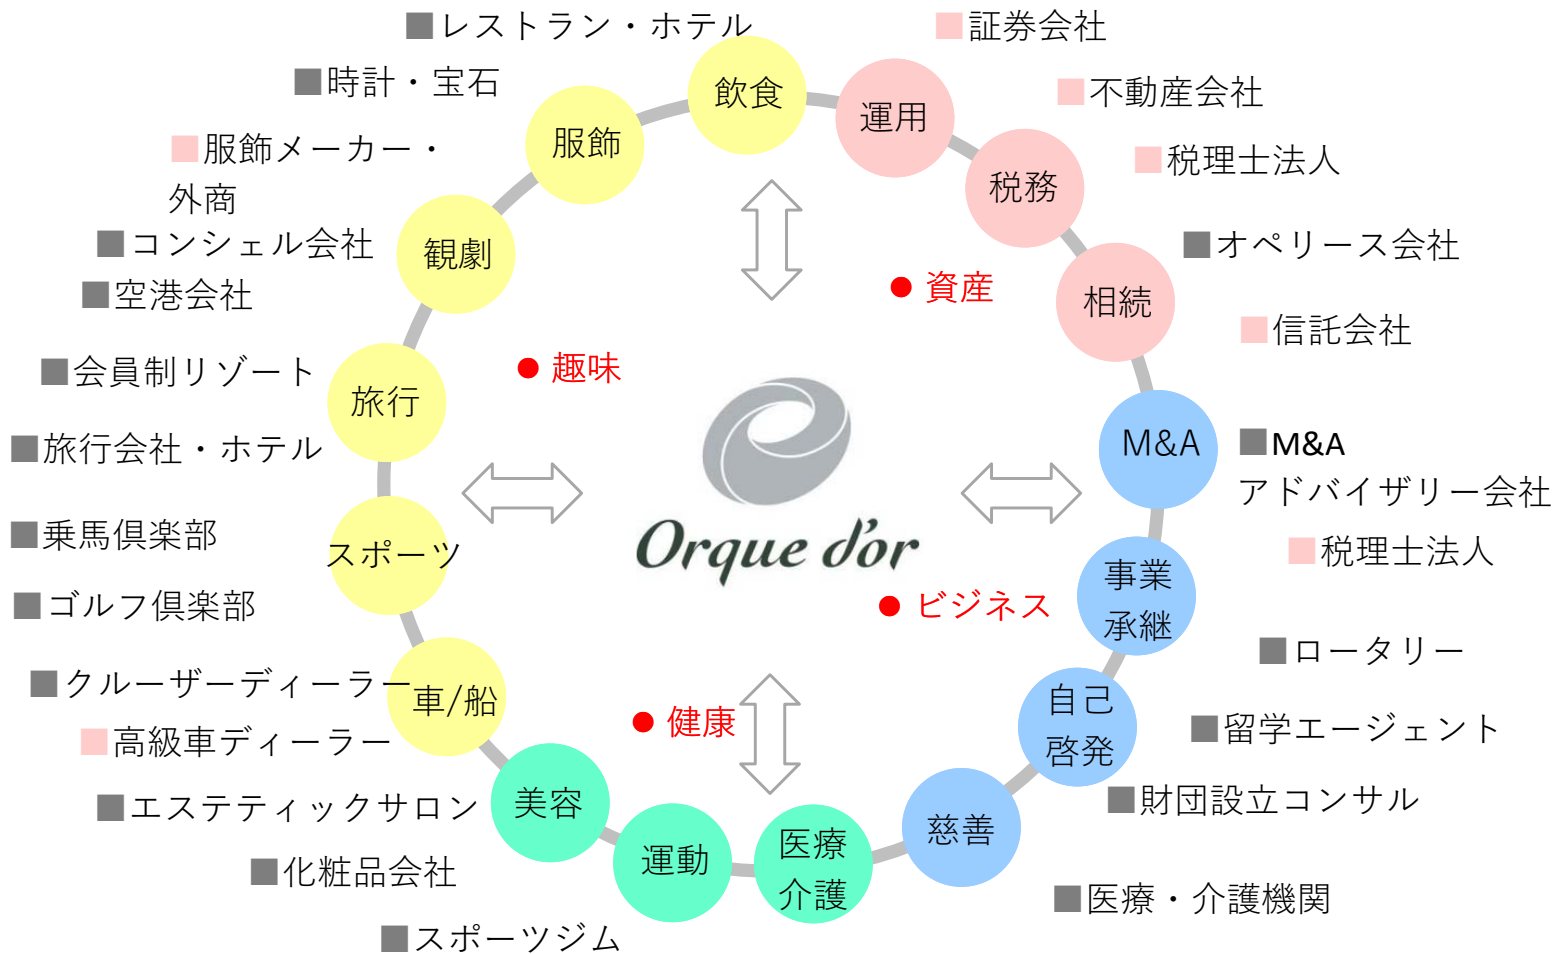 ■レストラン・ホテル
■証券会社
■時計・宝石
飲食
■不動産会社
運用
■服飾メーカー・
外商
服飾
■税理士法人
税務
■コンシェル会社
観劇
■オペリース会社
■空港会社
● 資産
相続
■信託会社
■会員制リゾート
● 趣味
旅行
■旅行会社・ホテル
M&A
■M&A
アドバイザリー会社
■乗馬倶楽部
スポーツ
Orque d'or
■税理士法人
事業
承継
■ゴルフ倶楽部
● ビジネス
■ロータリー
■クルーザーディーラー
車/船
自己
啓発
■高級車ディーラー
● 健康
■留学エージェント
■エステティックサロン
美容
■財団設立コンサル
慈善
運動
医療
介護
■化粧品会社
■医療・介護機関
■スポーツジム